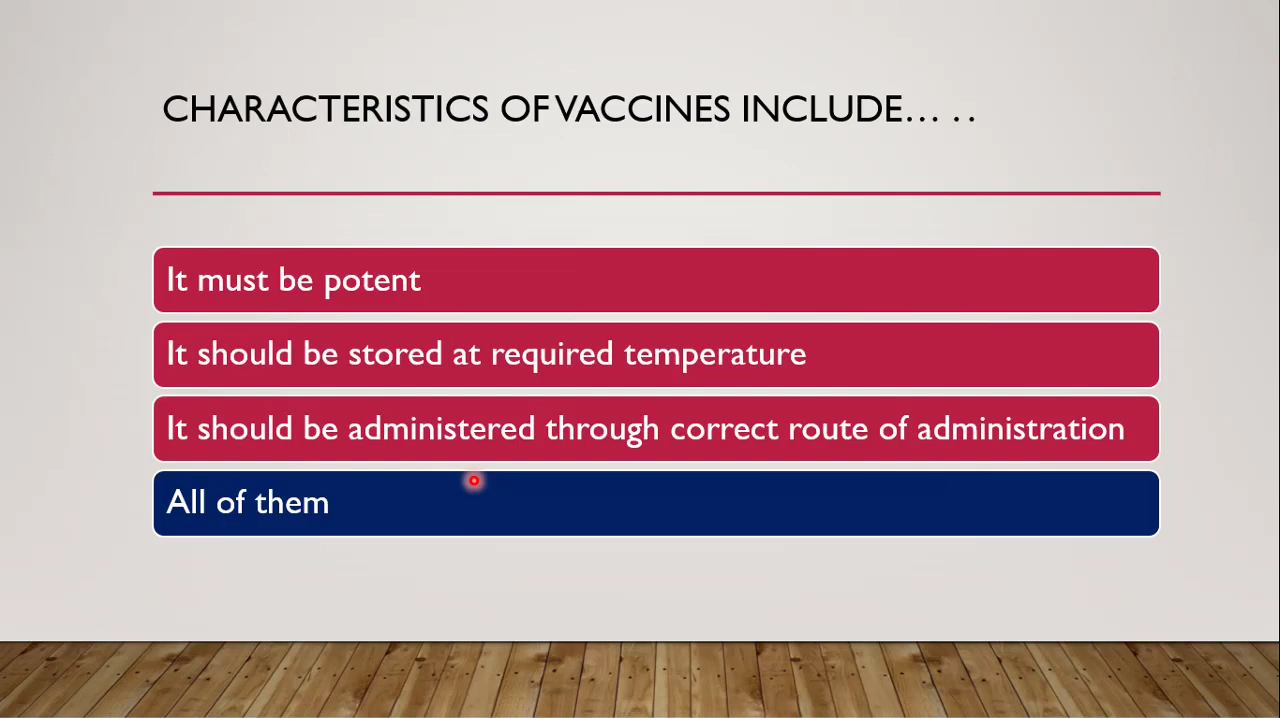 CHARACTERISTICS OF VACCINES INCLUDE… . .
It must be potent
It should be stored at required temperature
It should be administered through correct route of administration
All of them